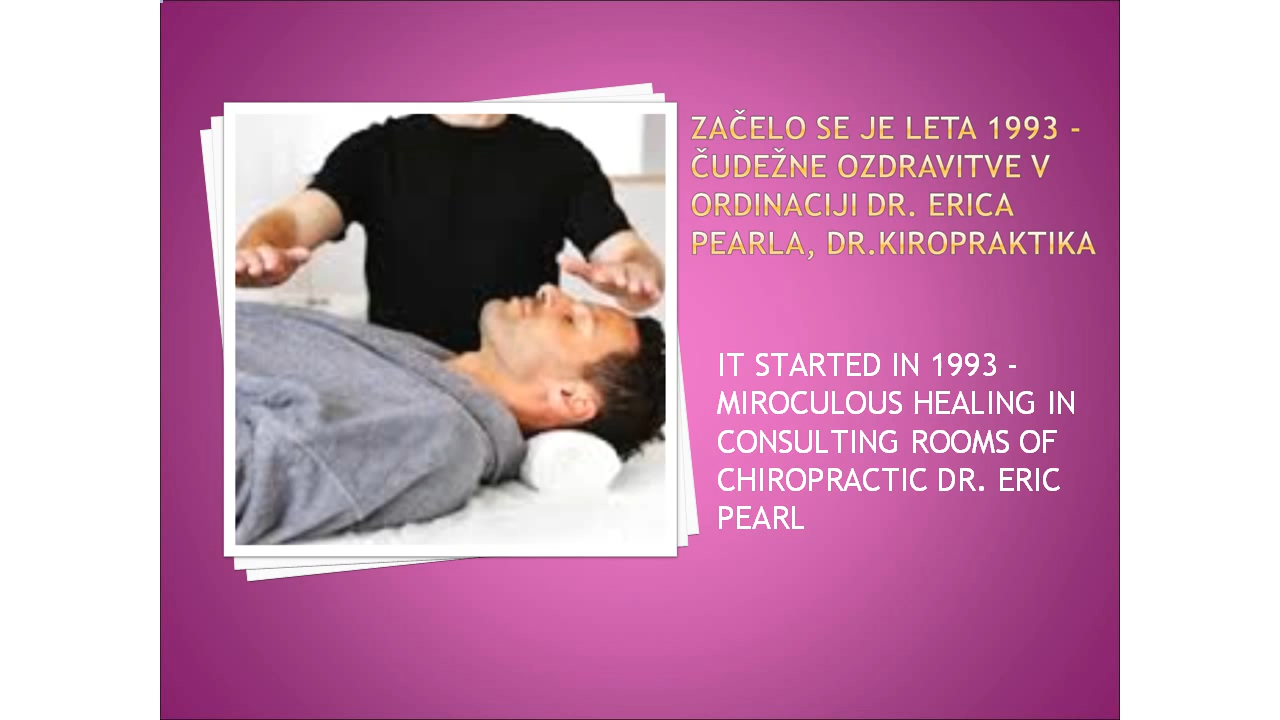 ZAČELO SE JE LETA 1993 -
ČUDEŽNE OZDRAVITVE V
ORDINACIJI DR. ERICA
PEARLA, DR.KIROPRAKTIKA
IT STARTED IN 1993 -
MIROCULOUS HEALING IN
CONSULTING ROOMS OF
CHIROPRACTIC DR. ERIC
PEARL